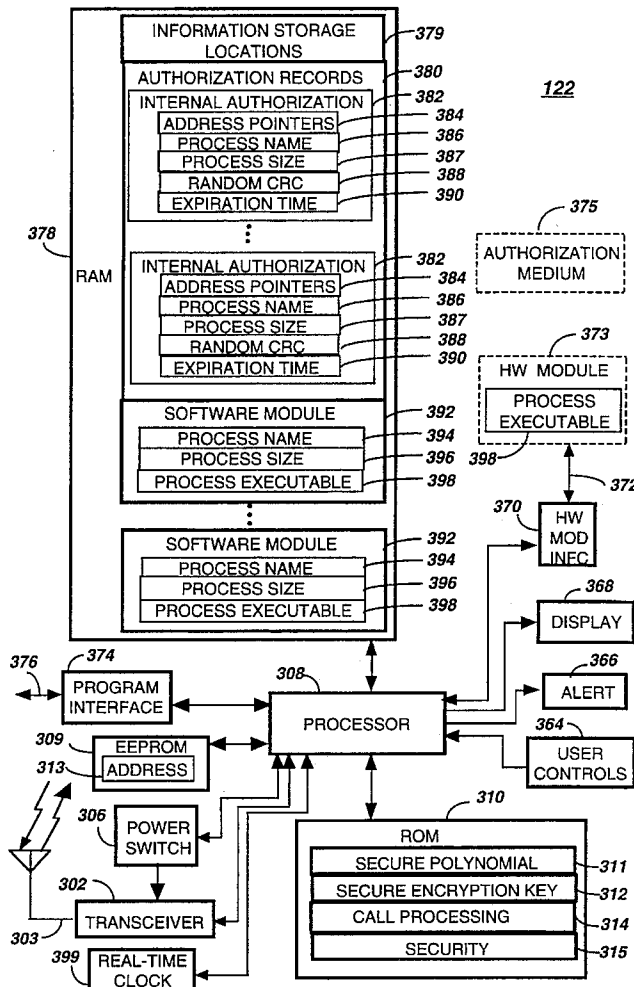 INFORMATION STORAGE
LOCATIONS
379
AUTHORIZATION RECORDS
380
INTERNAL AUTHORIZATION
382
ADDRESS POINTERS
384
PROCESS NAME
386
PROCESS SIZE
387
RANDOM CRC
388
EXPIRATION TIME
390
122
378
RAM
375
AUTHORIZATION
MEDIUM
INTERNAL AUTHORIZATION
382
ADDRESS POINTERS
384
PROCESS NAME
386
PROCESS SIZE
387
RANDOM CRC
388
EXPIRATION TIME
390
373
HW MODULE
PROCESS
EXECUTABLE
398
372
SOFTWARE MODULE
392
PROCESS NAME
394
PROCESS SIZE
396
PROCESS EXECUTABLE
398
370
HW
MOD
INFC
SOFTWARE MODULE
392
PROCESS NAME
394
PROCESS SIZE
396
PROCESS EXECUTABLE
398
368
DISPLAY
366
ALERT
364
USER
CONTROLS
376
374
PROGRAM
INTERFACE
308
PROCESSOR
309
EEPROM
313
ADDRESS
306
POWER
SWITCH
302
TRANSCEIVER
303
399
REAL-TIME
CLOCK
310
ROM
SECURE POLYNOMIAL
311
SECURE ENCRYPTION KEY
312
CALL PROCESSING
314
SECURITY
315